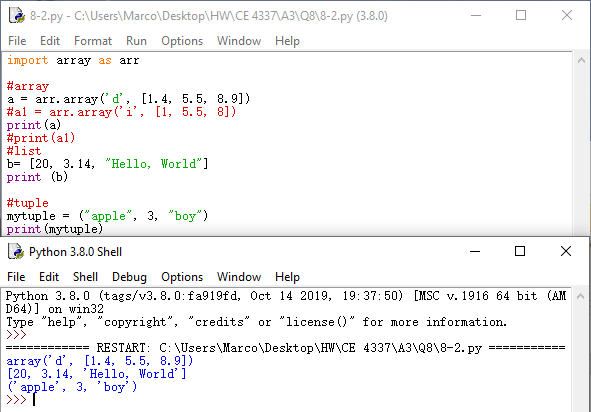 8-2.py - C:\Users\Marco\Desktop\HW\CE 4337\A3\Q8\8-2.py (3.8.0)
File Edit Format Run Options Window Help
import array as arr
#array
a = arr.array('d', [1.4, 5.5, 8.9])
#a1 = arr.array('i', [1, 5.5, 8])
print(a)
#print(a1)
#list
b= [20, 3.14, "Hello, World"]
print (b)
#tuple
mytuple = ("apple", 3, "boy")
print(mytuple)
Python 3.8.0 Shell
File Edit Shell Debug Options Window Help
Python 3.8.0 (tags/v3.8.0:fa919fd, Oct 14 2019, 19:37:50) [MSC v.1916 64 bit (AM
D64)] on win32
Type "help", "copyright", "credits" or "license()" for more information.
>>>
============ RESTART: C:\Users\Marco\Desktop\HW\CE 4337\A3\Q8\8-2.py ===========
array('d', [1.4, 5.5, 8.9])
[20, 3.14, 'Hello, World']
('apple', 3, 'boy')
>>>